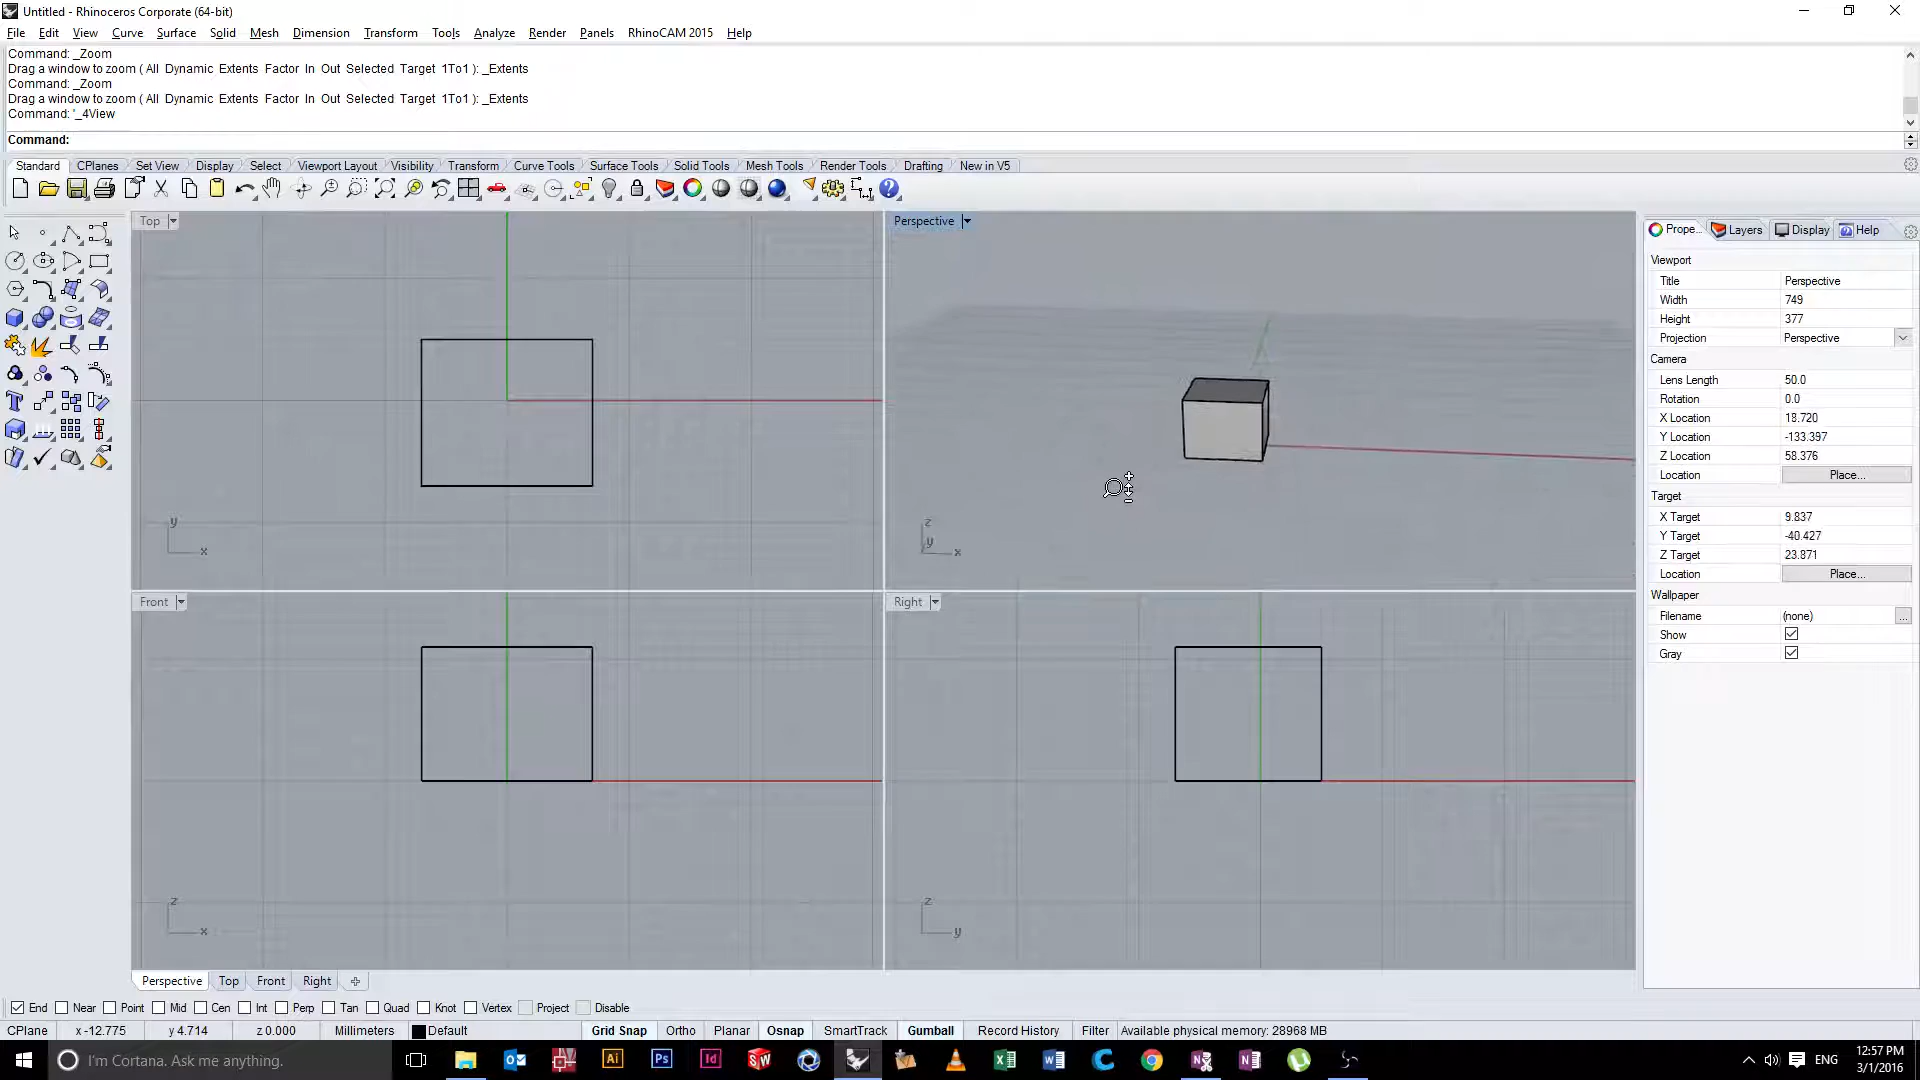 Untitled - Rhinoceros Corporate (64-bit)
File Edit View Curve Surface Solid Mesh Dimension Transform Tools Analyze Render Panels RhinoCAM 2015 Help
Command: _Zoom
Drag a window to zoom ( All Dynamic Extents Factor In Out Selected Target 1To1 ): _Extents
Command: _Zoom
Drag a window to zoom ( All Dynamic Extents Factor In Out Selected Target 1To1 ): _Extents
Command: '_4View
Command:
Standard CPlanes Set View Display Select Viewport Layout Visibility Transform Curve Tools Surface Tools Solid Tools Mesh Tools Render Tools Drafting New in V5
Top
Perspective
y
x
z
y
x
Front
Right
z
x
z
y
Prope... Layers Display Help
Viewport
Title Perspective
Width 749
Height 377
Projection Perspective
Camera
Lens Length 50.0
Rotation 0.0
X Location 18.720
Y Location -133.397
Z Location 58.376
Location Place...
Target
X Target 9.837
Y Target -40.427
Z Target 23.871
Location Place...
Wallpaper
Filename (none) ...
Show
Gray
Perspective Top Front Right
End Near Point Mid Cen Int Perp Tan Quad Knot Vertex Project Disable
CPlane x -12.775 y 4.714 z 0.000 Millimeters Default Grid Snap Ortho Planar Osnap SmartTrack Gumball Record History Filter Available physical memory: 28968 MB
I'm Cortana. Ask me anything.
Ai Ps Id SW
ENG
12:57 PM
3/1/2016